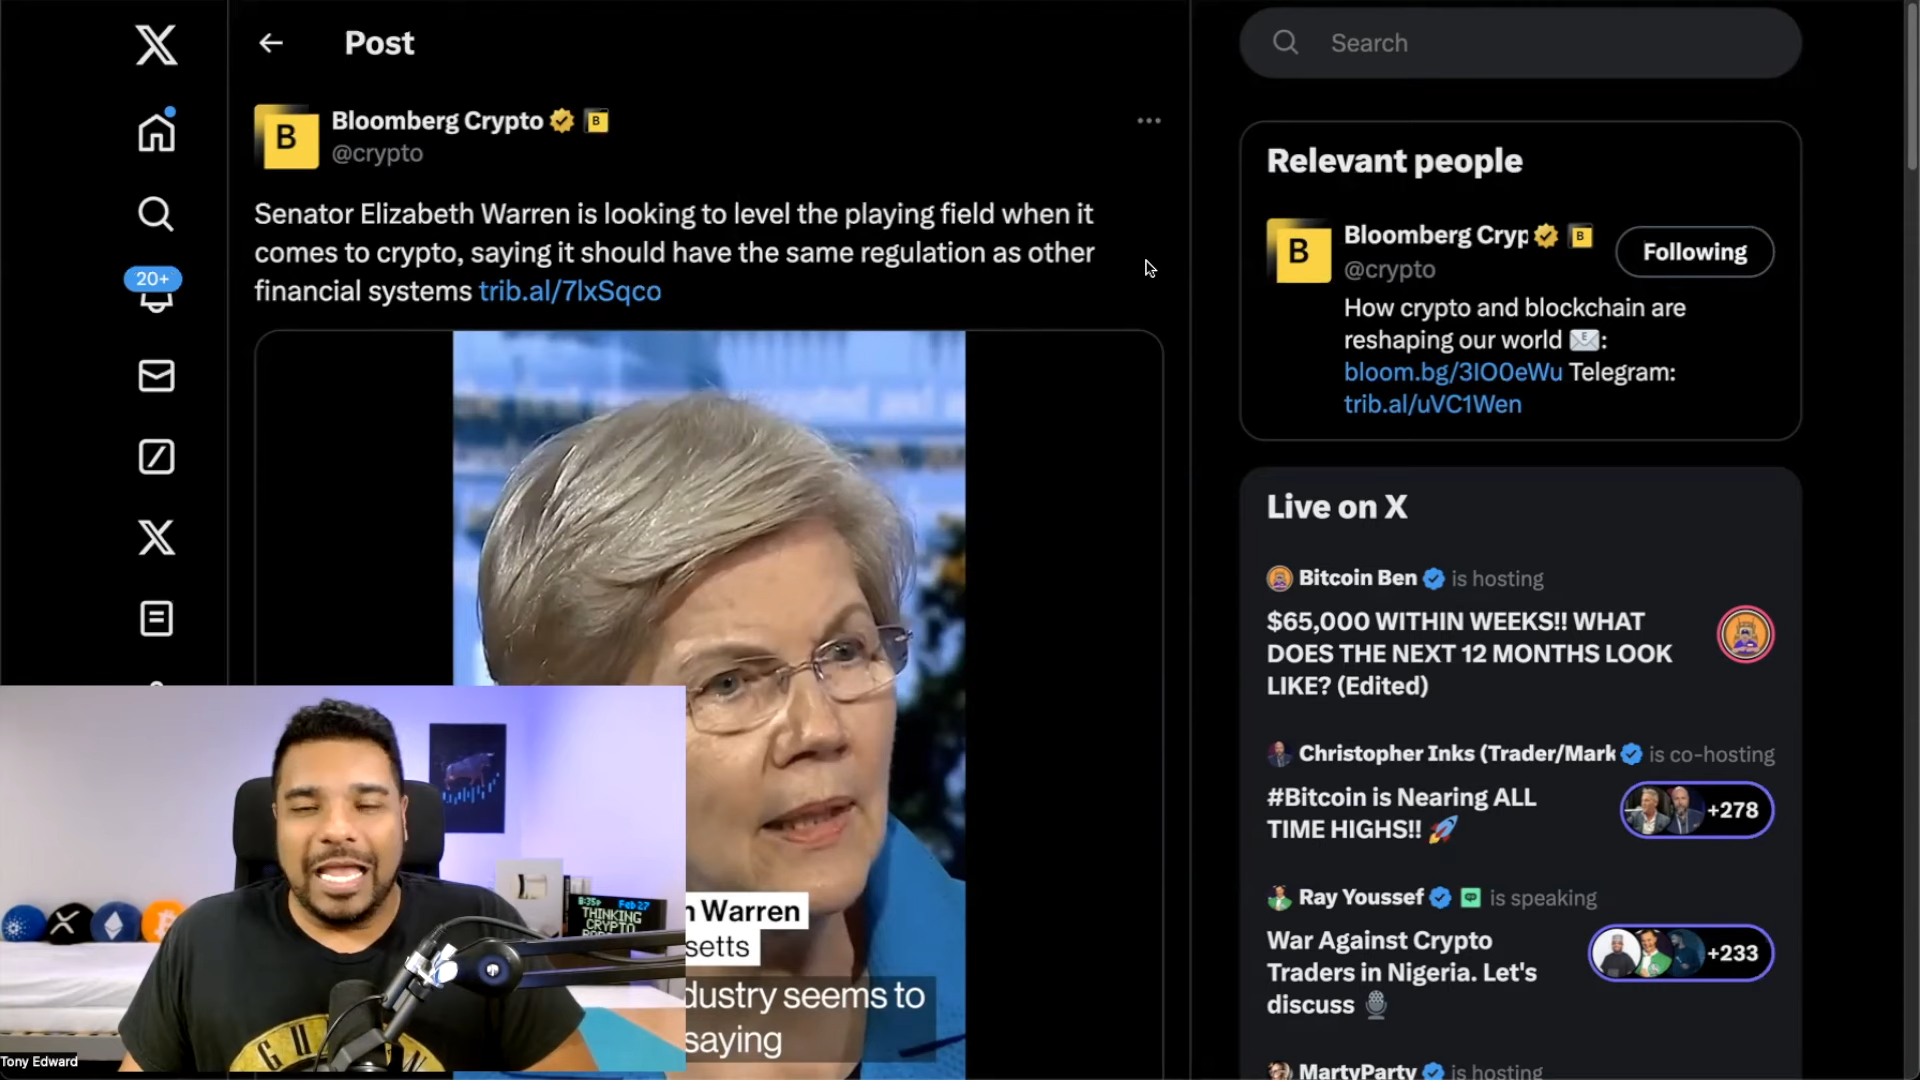 Post
Bloomberg Crypto
@crypto
Senator Elizabeth Warren is looking to level the playing field when it
comes to crypto, saying it should have the same regulation as other
financial systems trib.al/7lxSqco
20+
n Warren
setts
dustry seems to
saying
8:35P Feb 27
THINKING
CRYPTO
Tony Edward
Search
Relevant people
Bloomberg Cryp
@crypto
Following
How crypto and blockchain are
reshaping our world :
bloom.bg/3IO0eWu Telegram:
trib.al/uVC1Wen
Live on X
Bitcoin Ben is hosting
$65,000 WITHIN WEEKS!! WHAT
DOES THE NEXT 12 MONTHS LOOK
LIKE? (Edited)
Christopher Inks (Trader/Mark is co-hosting
#Bitcoin is Nearing ALL
TIME HIGHS!! 🚀
+278
Ray Youssef is speaking
War Against Crypto
Traders in Nigeria. Let's
discuss 🎙️
+233
MartyParty is hosting